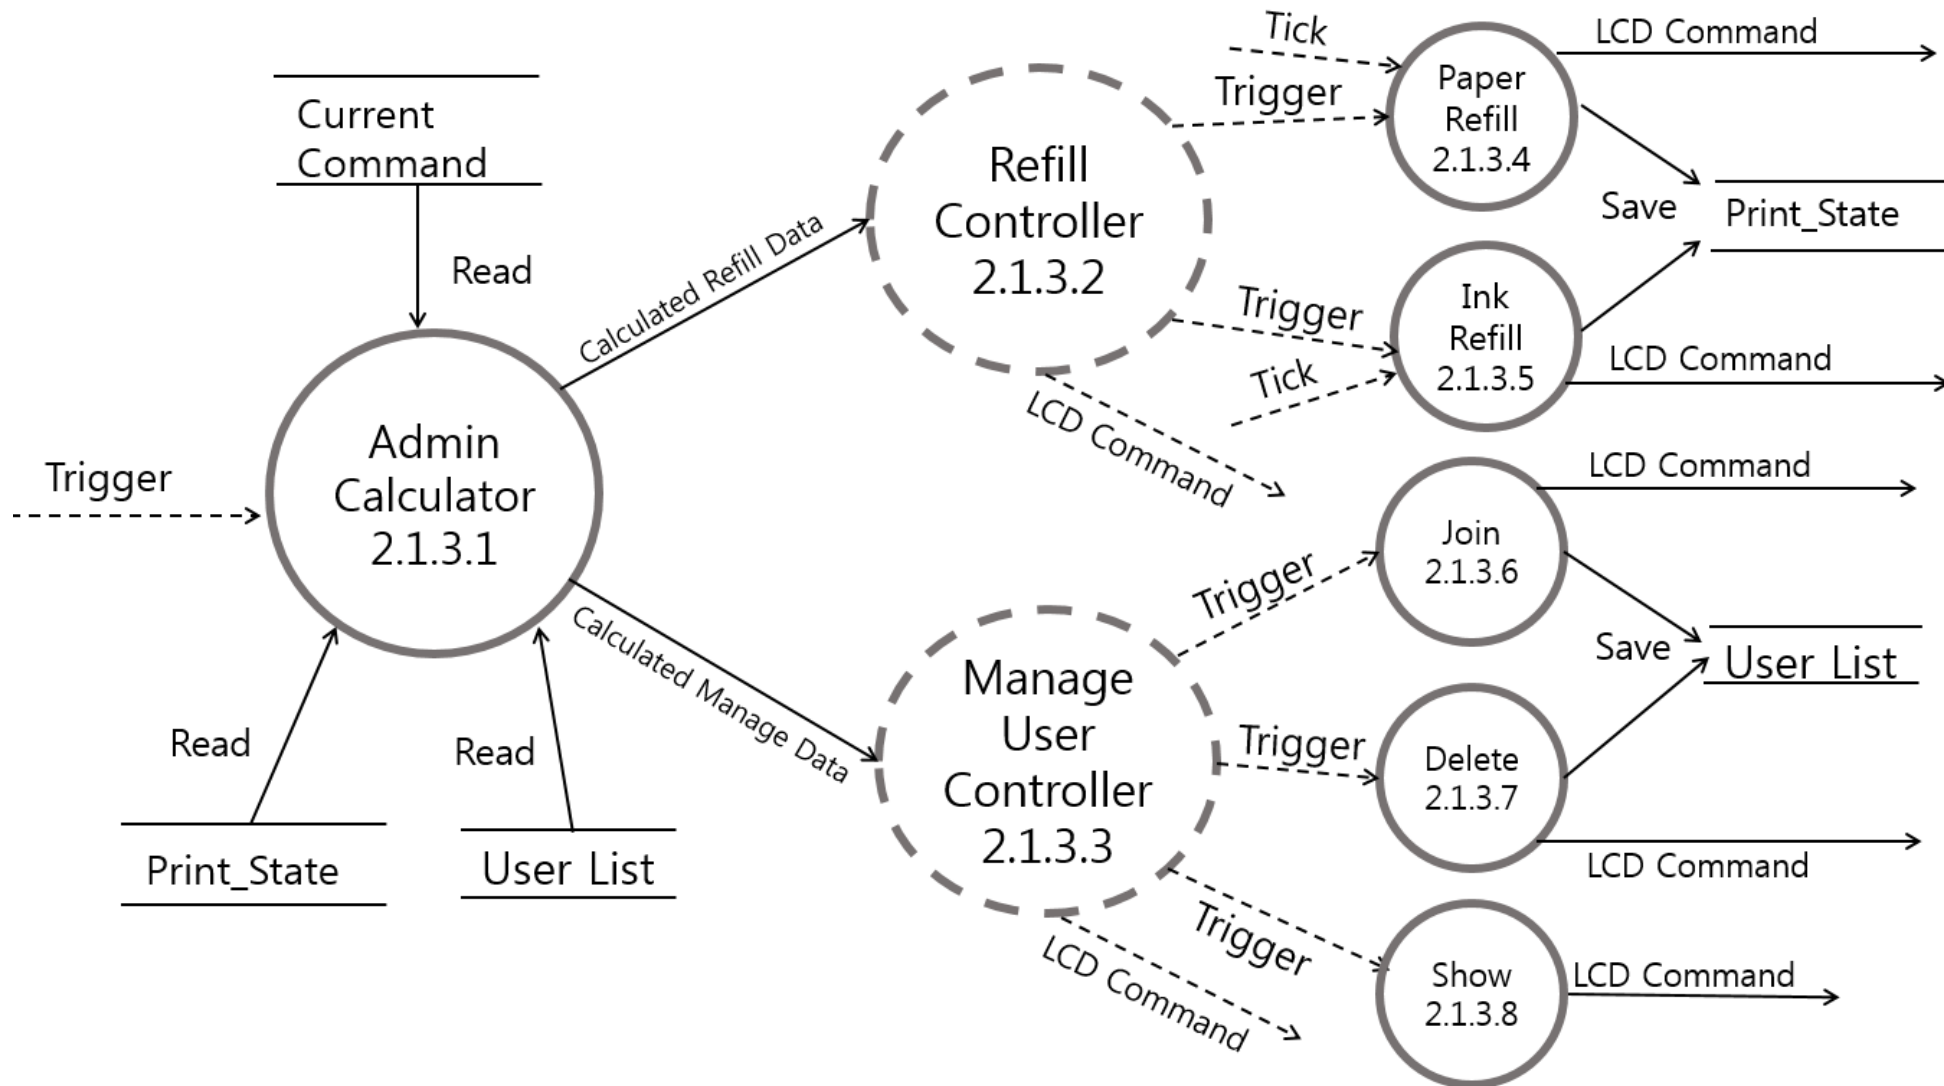 Current
Command
Read
Trigger
Admin
Calculator
2.1.3.1
Read
Print_State
Read
User List
Calculated Refill Data
Calculated Manage Data
Refill
Controller
2.1.3.2
LCD Command
Manage
User
Controller
2.1.3.3
LCD Command
Tick
Trigger
Paper
Refill
2.1.3.4
LCD Command
Save
Print_State
Trigger
Tick
Ink
Refill
2.1.3.5
LCD Command
Trigger
Join
2.1.3.6
LCD Command
Save
User List
Trigger
Delete
2.1.3.7
LCD Command
Trigger
Show
2.1.3.8
LCD Command